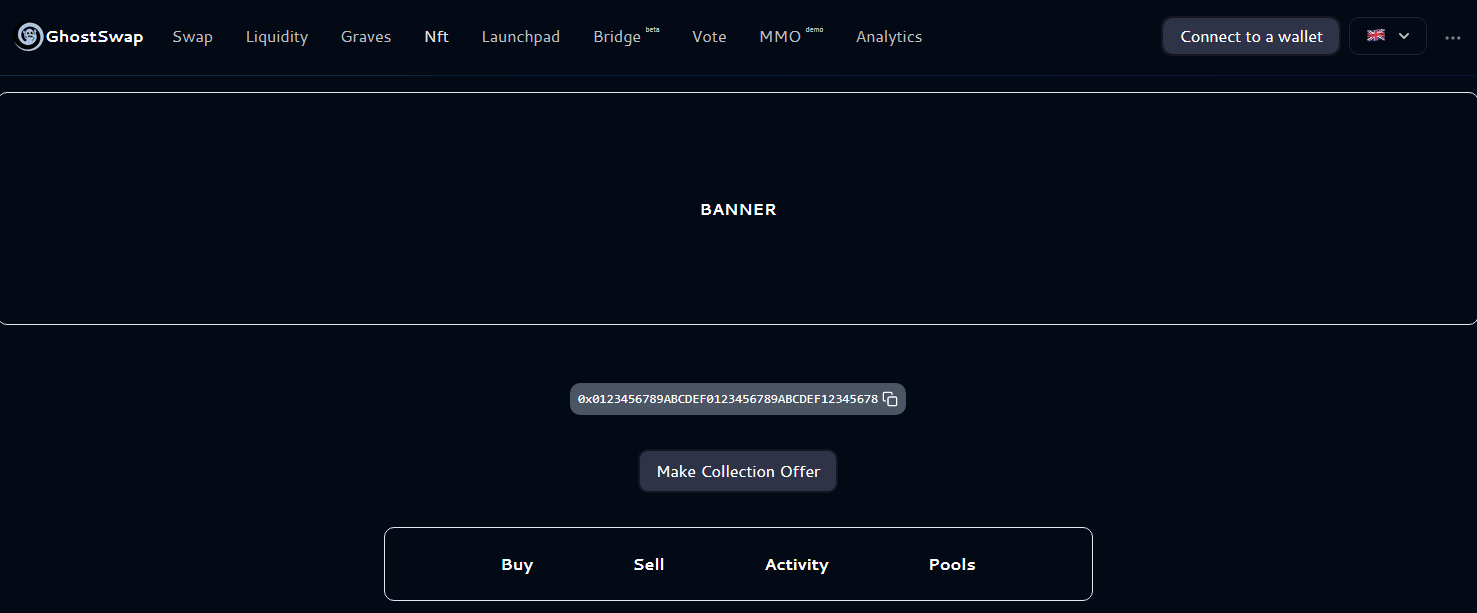 GhostSwap Swap Liquidity Graves Nft Launchpad Bridge beta Vote MMO demo Analytics Connect to a wallet
BANNER
0x0123456789ABCDEF0123456789ABCDEF12345678
Make Collection Offer
Buy Sell Activity Pools